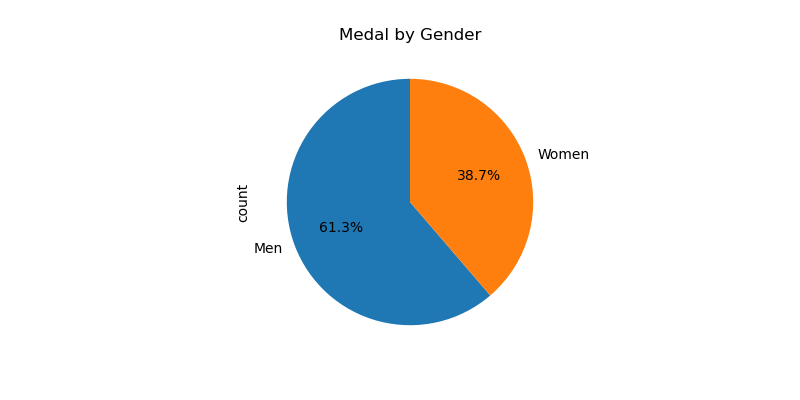 Medal by Gender
Women
38.7%
count
61.3%
Men